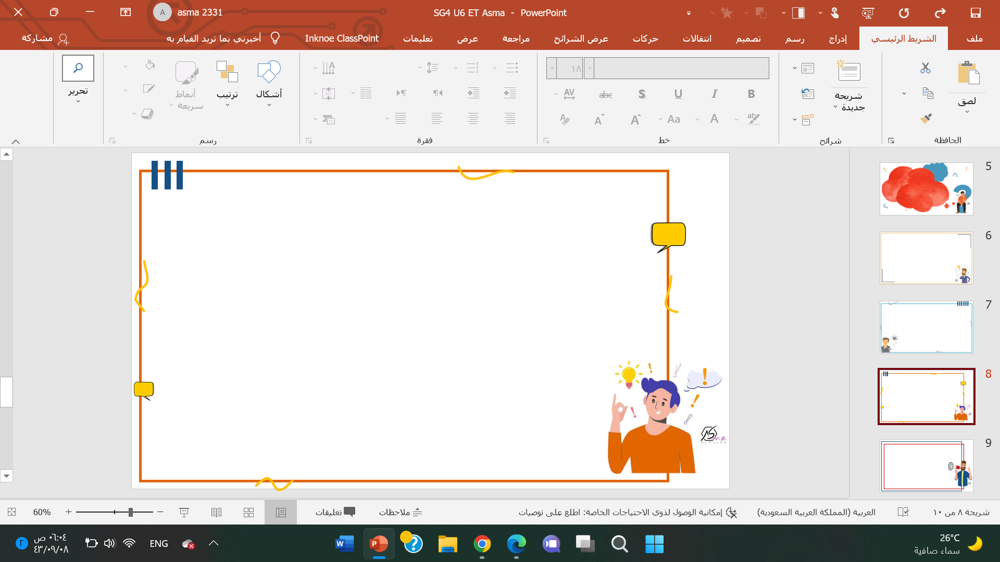 asma 2331
A
SG4 U6 ET Asma - PowerPoint
ملف
الشريط الرئيسي
إدراج
رسم
تصميم
انتقالات
حركات
عرض الشرائح
مراجعة
عرض
تعليمات
Inknoe ClassPoint
أخبرني بما تريد القيام به
مشاركة
لصق
الحافظة
شريحة
جديدة
شرائح
١٨
خط
فقرة
أشكال
ترتيب
أنماط
سريعة
رسم
تحرير
5
6
7
8
9
شريحة ٨ من ١٠
العربية (المملكة العربية السعودية)
إمكانية الوصول لذوي الاحتياجات الخاصة: اطلع على توصيات
ملاحظات
تعليقات
60%
26°C
سماء صافية
ENG
٠٦:٠٤ ص
٤٣/٠٩/٠٨
٢